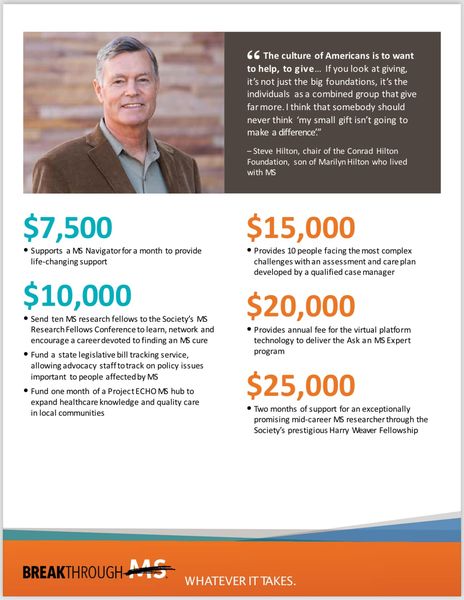 “ The culture of Americans is to want
to help, to give... If you look at giving,
it's not just the big foundations, it's the
individuals as a combined group that give
far more. I think that somebody should
never think 'my small gift isn't going to
make a difference'.”
– Steve Hilton, chair of the Conrad Hilton
Foundation, son of Marilyn Hilton who lived
with MS
$7,500
• Supports a MS Navigator for a month to provide
life-changing support
$10,000
• Send ten MS research fellows to the Society's MS
Research Fellows Conference to learn, network and
encourage a career devoted to finding an MS cure
• Fund a state legislative bill tracking service,
allowing advocacy staff to track on policy issues
important to people affected by MS
• Fund one month of a Project ECHO MS hub to
expand healthcare knowledge and quality care
in local communities
$15,000
• Provides 10 people facing the most complex
challenges with an assessment and care plan
developed by a qualified case manager
$20,000
• Provides annual fee for the virtual platform
technology to deliver the Ask an MS Expert
program
$25,000
• Two months of support for an exceptionally
promising mid-career MS researcher through the
Society's prestigious Harry Weaver Fellowship
BREAKTHROUGH MS
WHATEVER IT TAKES.